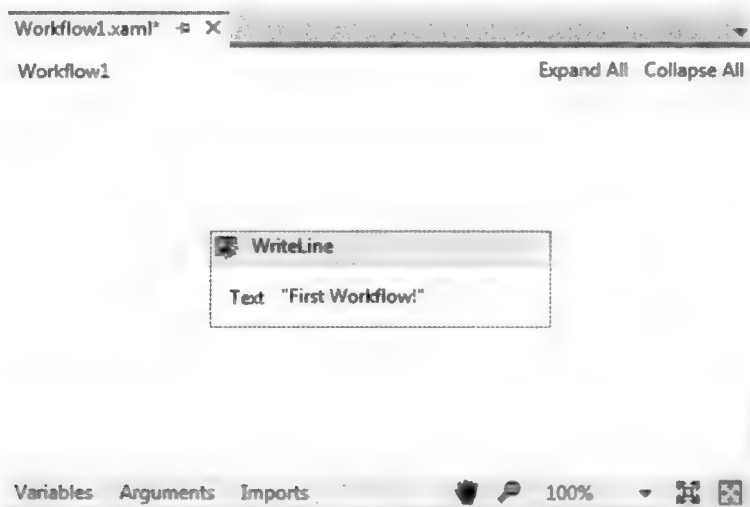 Workflow1.xaml*
Workflow1 Expand All Collapse All
WriteLine
Text "First Workflow!"
Variables Arguments Imports 100%